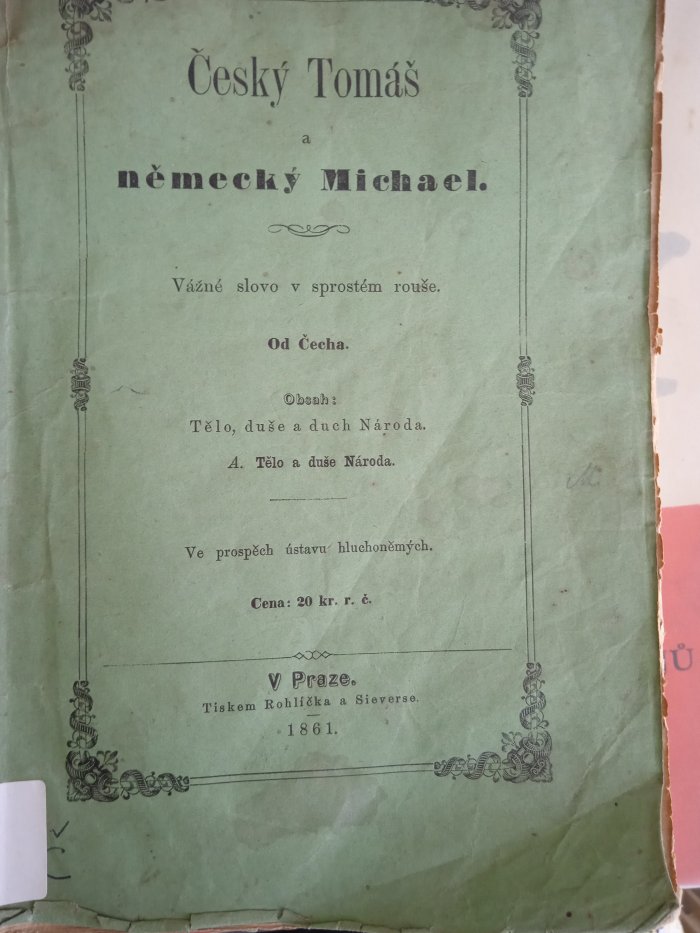 Český Tomáš
a
německý Michael.
Vážné slovo v sprostém rouše.
Od Čecha.
Obsah:
Tělo, duše a duch Národa.
A. Tělo a duše Národa.
Ve prospěch ústavu hluchoněmých.
Cena: 20 kr. r. č.
V Praze.
Tiskem Rohlíčka a Sieverse.
1861.
Ů